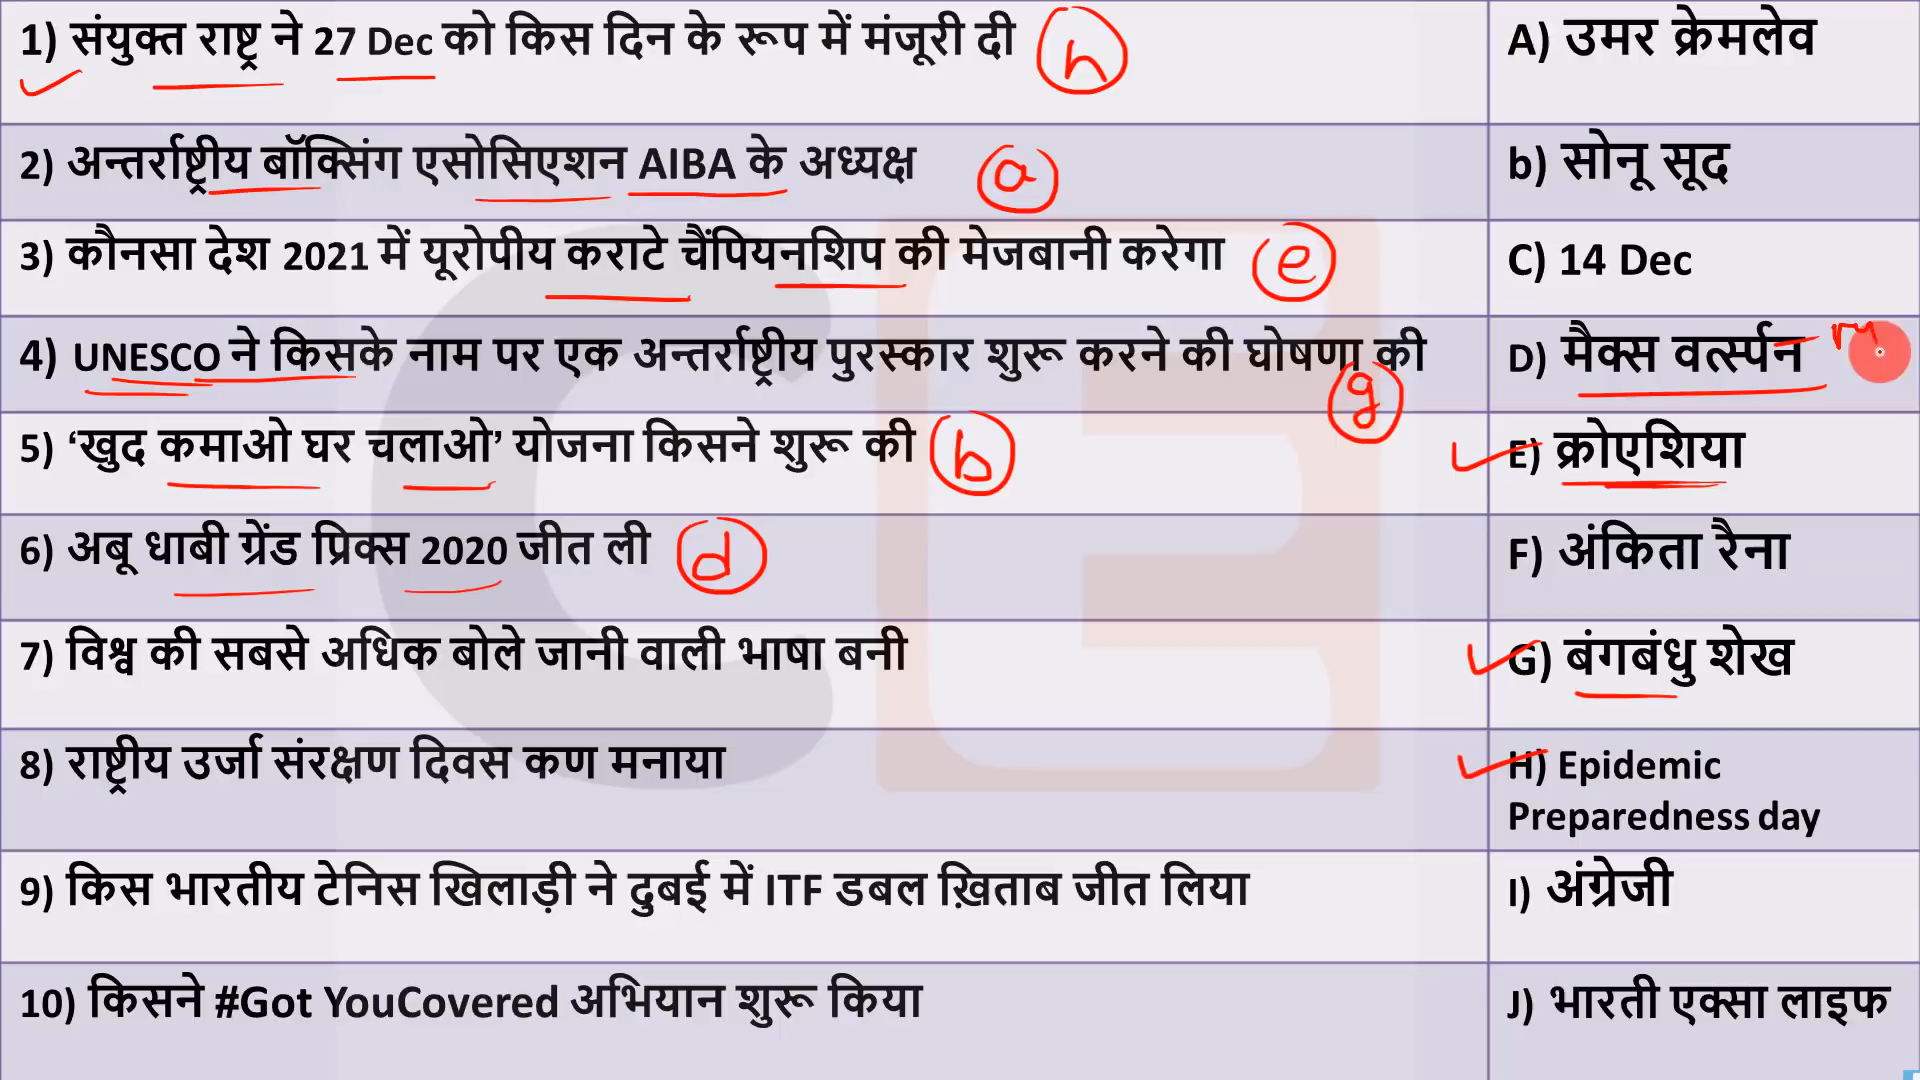 1) संयुक्त राष्ट्र ने 27 Dec को किस दिन के रूप में मंजूरी दी h
A) उमर क्रेमलेव
2) अन्तर्राष्ट्रीय बॉक्सिंग एसोसिएशन AIBA के अध्यक्ष a
b) सोनू सूद
3) कौनसा देश 2021 में यूरोपीय कराटे चैंपियनशिप की मेजबानी करेगा e
C) 14 Dec
4) UNESCO ने किसके नाम पर एक अन्तर्राष्ट्रीय पुरस्कार शुरू करने की घोषणा की g
D) मैक्स वर्त्स्पन
5) ‘खुद कमाओ घर चलाओ’ योजना किसने शुरू की b
E) क्रोएशिया
6) अबू धाबी ग्रेंड प्रिक्स 2020 जीत ली d
F) अंकिता रैना
7) विश्व की सबसे अधिक बोले जानी वाली भाषा बनी
G) बंगबंधु शेख
8) राष्ट्रीय उर्जा संरक्षण दिवस कण मनाया
H) Epidemic
Preparedness day
9) किस भारतीय टेनिस खिलाड़ी ने दुबई में ITF डबल ख़िताब जीत लिया
I) अंग्रेजी
10) किसने #Got YouCovered अभियान शुरू किया
J) भारती एक्सा लाइफ